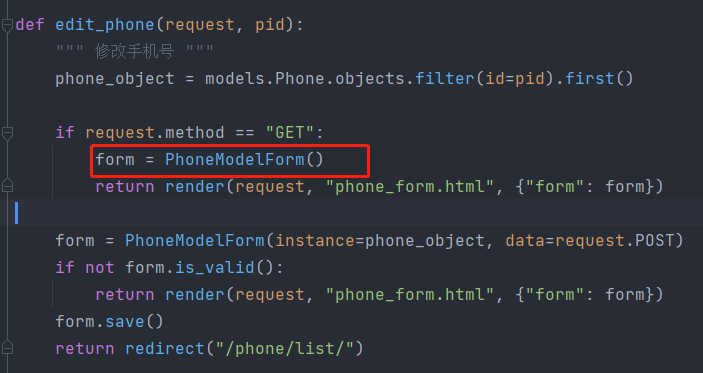 def edit_phone(request, pid):
    """ 修改手机号 """
    phone_object = models.Phone.objects.filter(id=pid).first()
    if request.method == "GET":
        form = PhoneModelForm()
        return render(request, "phone_form.html", {"form": form})
    form = PhoneModelForm(instance=phone_object, data=request.POST)
    if not form.is_valid():
        return render(request, "phone_form.html", {"form": form})
    form.save()
    return redirect("/phone/list/")